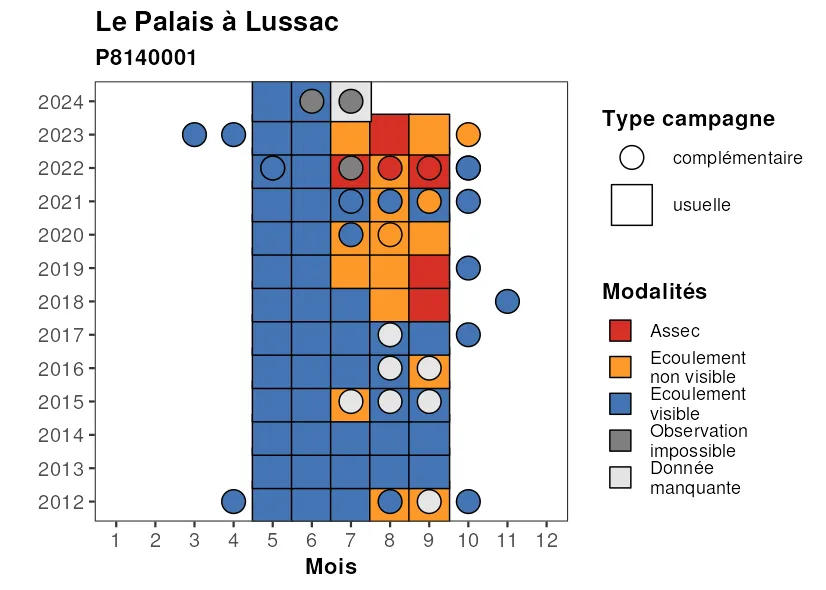 Le Palais à Lussac
P8140001
2024
2023
2022
2021
2020
2019
2018
2017
2016
2015
2014
2013
2012
1 2 3 4 5 6 7 8 9 10 11 12
Mois
Type campagne
complémentaire
usuelle
Modalités
Assec
Ecoulement
non visible
Ecoulement
visible
Observation
impossible
Donnée
manquante